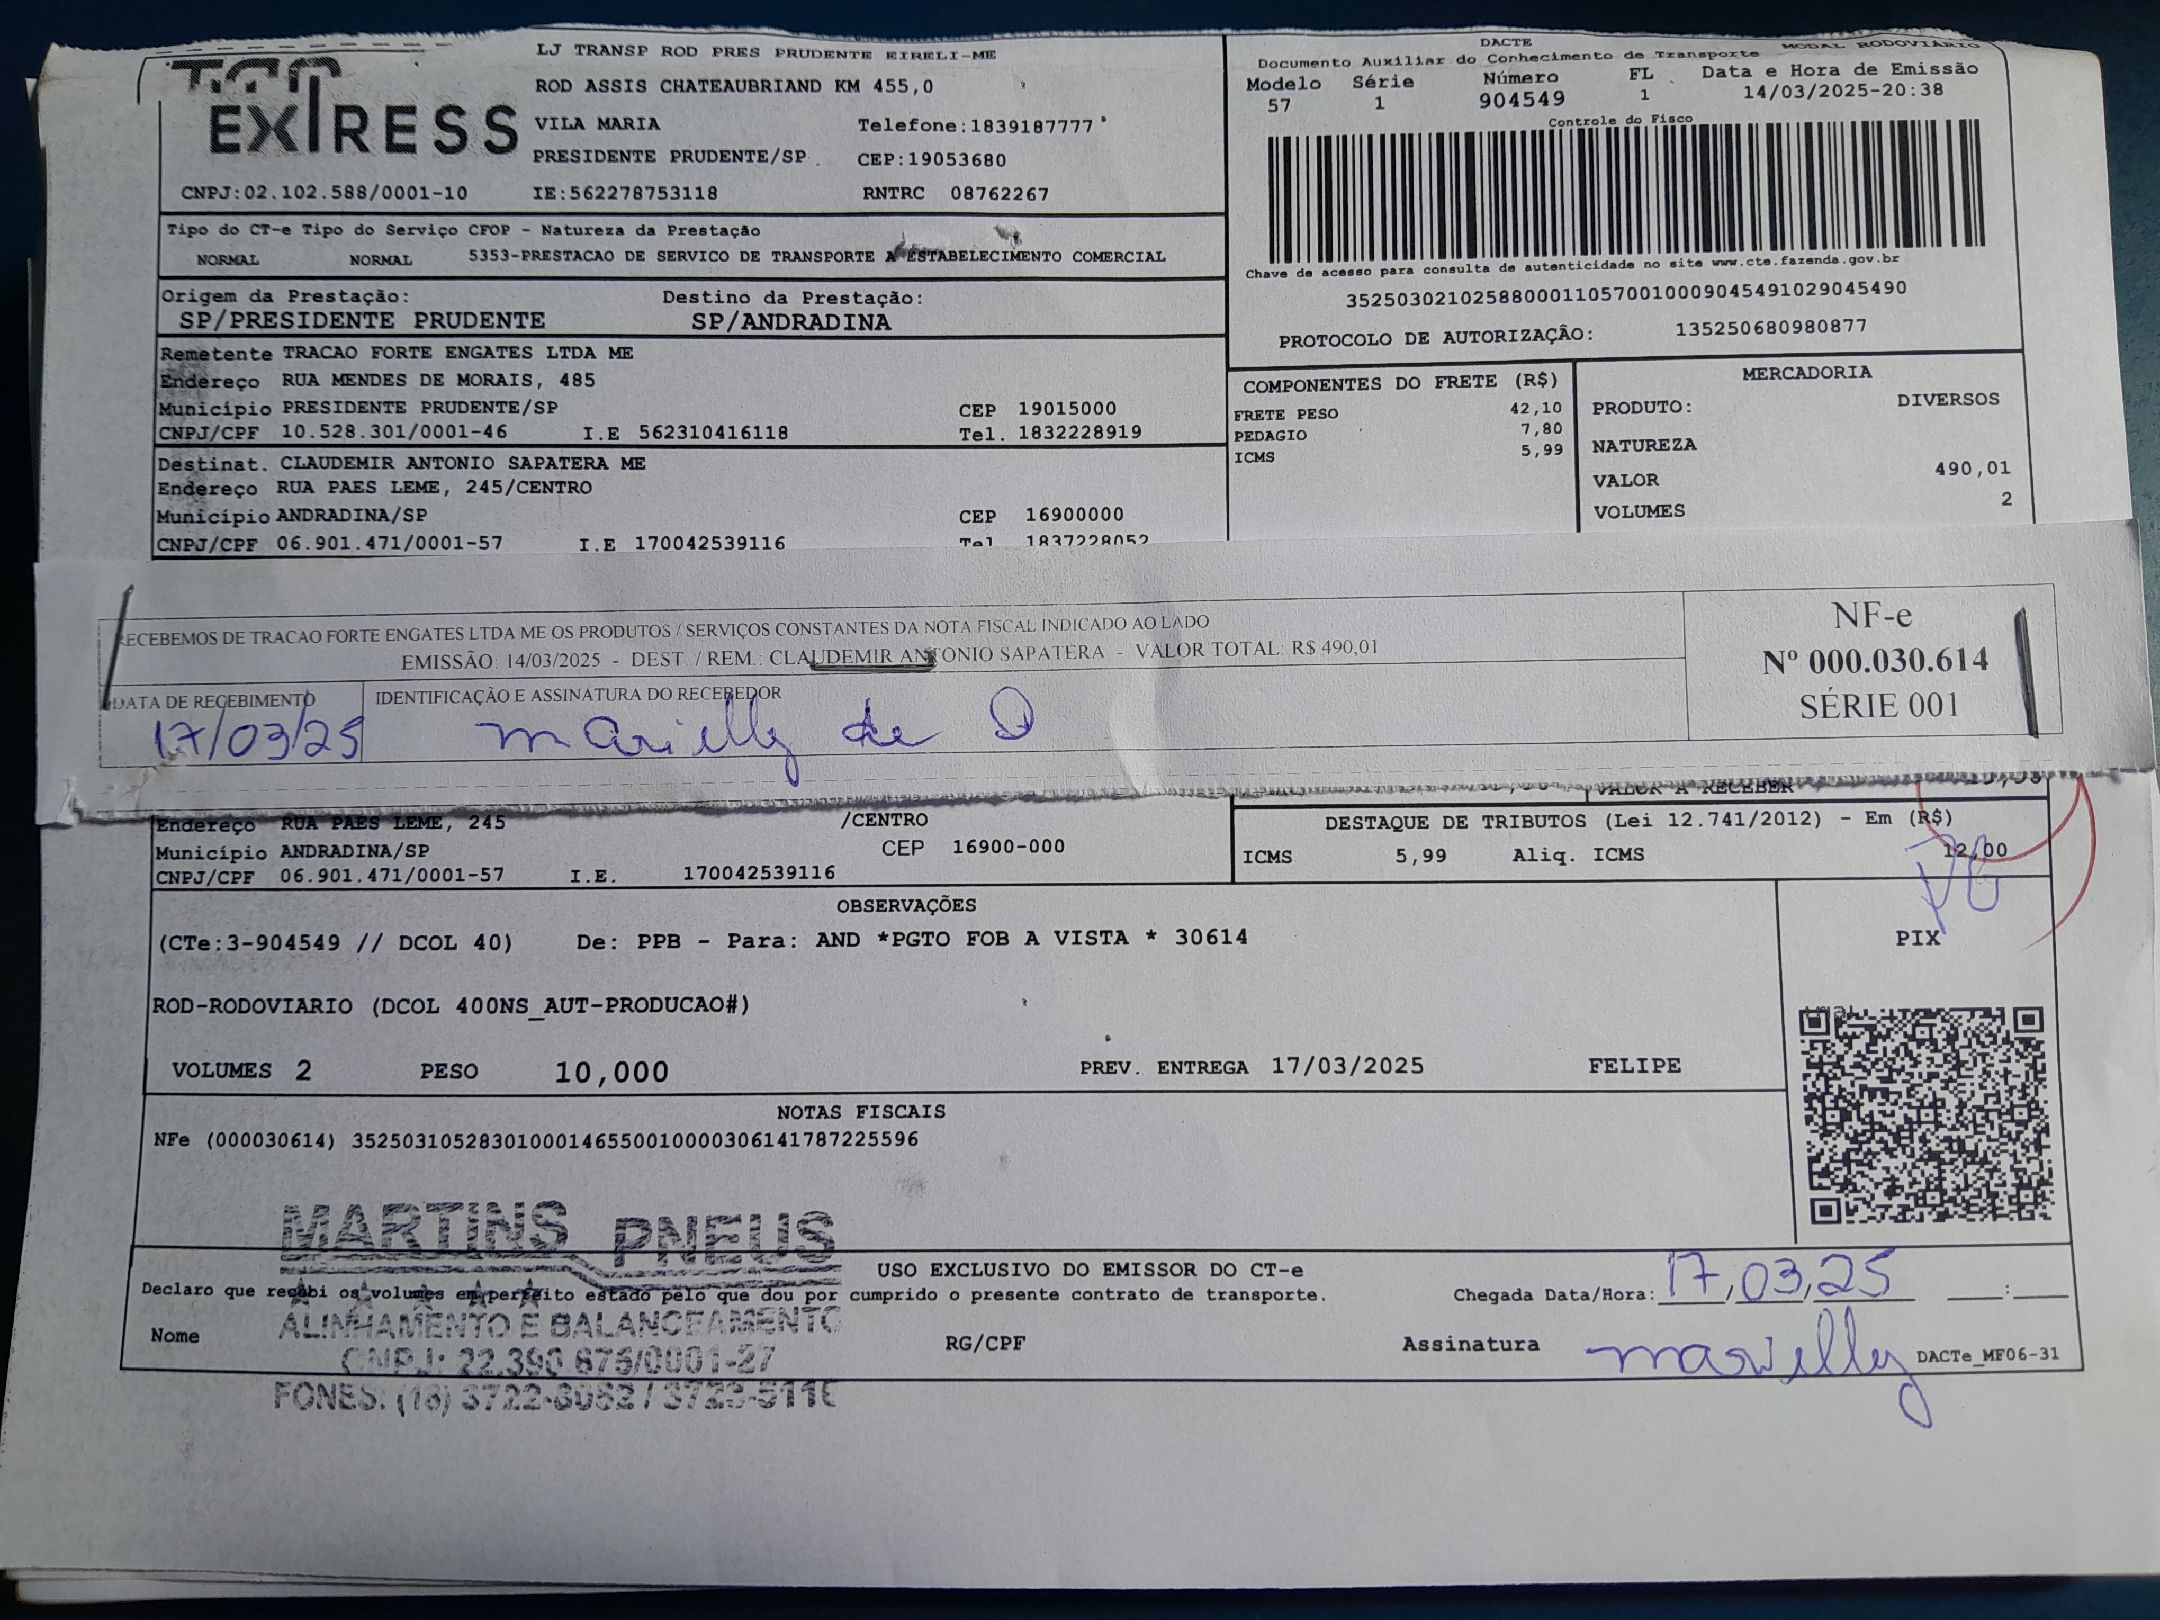 EXPRESS
LJ TRANSP ROD PRES PRUDENTE EIRELI-ME
ROD ASSIS CHATEAUBRIAND KM 455,0
VILA MARIA Telefone:1839187777
PRESIDENTE PRUDENTE/SP CEP:19053680
CNPJ:02.102.588/0001-10 IE:562278753118 RNTRC 08762267
DACTE MODAL RODOVIÁRIO
Documento Auxiliar do Conhecimento de Transporte
Modelo Série Número FL Data e Hora de Emissão
57 1 904549 1 14/03/2025-20:38
Controle do Fisco
Chave de acesso para consulta de autenticidade no site www.cte.fazenda.gov.br
35250302102588000110570010009045491029045490
PROTOCOLO DE AUTORIZAÇÃO: 135250680980877
Tipo do CT-e Tipo do Serviço CFOP - Natureza da Prestação
NORMAL NORMAL 5353-PRESTACAO DE SERVICO DE TRANSPORTE A ESTABELECIMENTO COMERCIAL
Origem da Prestação: Destino da Prestação:
SP/PRESIDENTE PRUDENTE SP/ANDRADINA
Remetente TRACAO FORTE ENGATES LTDA ME
Endereço RUA MENDES DE MORAIS, 485
Município PRESIDENTE PRUDENTE/SP CEP 19015000
CNPJ/CPF 10.528.301/0001-46 I.E 562310416118 Tel. 1832228919
Destinat. CLAUDEMIR ANTONIO SAPATERA ME
Endereço RUA PAES LEME, 245/CENTRO
Município ANDRADINA/SP CEP 16900000
CNPJ/CPF 06.901.471/0001-57 I.E 170042539116 Tel 1837228052
COMPONENTES DO FRETE (R$)
FRETE PESO 42,10
PEDAGIO 7,80
ICMS 5,99
MERCADORIA
PRODUTO: DIVERSOS
NATUREZA
VALOR 490,01
VOLUMES 2
RECEBEMOS DE TRACAO FORTE ENGATES LTDA ME OS PRODUTOS / SERVIÇOS CONSTANTES DA NOTA FISCAL INDICADO AO LADO
EMISSÃO: 14/03/2025 - DEST. / REM.: CLAUDEMIR ANTONIO SAPATERA - VALOR TOTAL: R$ 490,01
DATA DE RECEBIMENTO IDENTIFICAÇÃO E ASSINATURA DO RECEBEDOR
17/03/25 marielly de O
NF-e
Nº 000.030.614
SÉRIE 001
VALOR A RECEBER
Endereço RUA PAES LEME, 245 /CENTRO
Município ANDRADINA/SP CEP 16900-000
CNPJ/CPF 06.901.471/0001-57 I.E. 170042539116
DESTAQUE DE TRIBUTOS (Lei 12.741/2012) - Em (R$)
ICMS 5,99 Aliq. ICMS 12,00
OBSERVAÇÕES
(CTe:3-904549 // DCOL 40) De: PPB - Para: AND *PGTO FOB A VISTA * 30614
ROD-RODOVIARIO (DCOL 400NS_AUT-PRODUCAO#)
VOLUMES 2 PESO 10,000 PREV. ENTREGA 17/03/2025 FELIPE
PIX
NOTAS FISCAIS
NFe (000030614) 35250310528301000146550010000306141787225596
MARTINS PNEUS
USO EXCLUSIVO DO EMISSOR DO CT-e
Declaro que recebi os volumes em perfeito estado pelo que dou por cumprido o presente contrato de transporte. Chegada Data/Hora: 17/03/25 :
ALINHAMENTO E BALANCEAMENTO
Nome RG/CPF Assinatura marielly DACTe_MF06-31
CNPJ: 22.390.676/0001-27
FONES: (18) 3722-8082 /